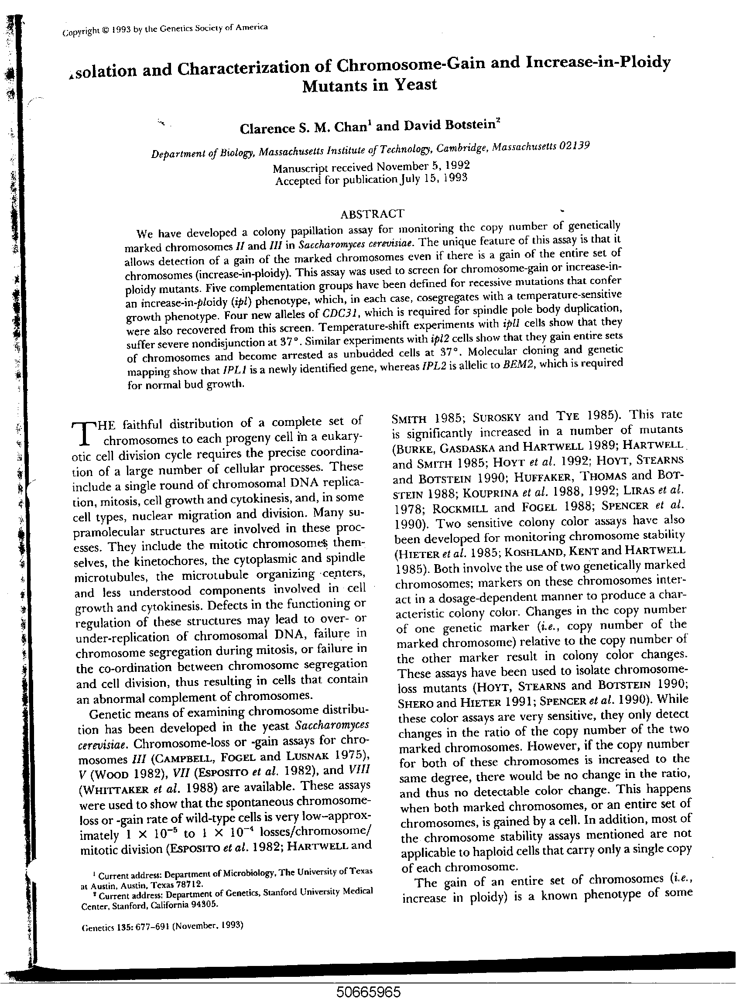 Copyright © 1993 by the Genetics Society of America
solation and Characterization of Chromosome-Gain and Increase-in-Ploidy
Mutants in Yeast
Clarence S. M. Chan¹ and David Botstein²
Department of Biology, Massachusetts Institute of Technology, Cambridge, Massachusetts 02139
Manuscript received November 5, 1992
Accepted for publication July 15, 1993
ABSTRACT
We have developed a colony papillation assay for monitoring the copy number of genetically
marked chromosomes II and III in Saccharomyces cerevisiae. The unique feature of this assay is that it
allows detection of a gain of the marked chromosomes even if there is a gain of the entire set of
chromosomes (increase-in-ploidy). This assay was used to screen for chromosome-gain or increase-in-
ploidy mutants. Five complementation groups have been defined for recessive mutations that confer
an increase-in-ploidy (ipl) phenotype, which, in each case, cosegregates with a temperature-sensitive
growth phenotype. Four new alleles of CDC31, which is required for spindle pole body duplication,
were also recovered from this screen. Temperature-shift experiments with ipl1 cells show that they
suffer severe nondisjunction at 37°. Similar experiments with ipl2 cells show that they gain entire sets
of chromosomes and become arrested as unbudded cells at 37°. Molecular cloning and genetic
mapping show that IPL1 is a newly identified gene, whereas IPL2 is allelic to BEM2, which is required
for normal bud growth.
THE faithful distribution of a complete set of
chromosomes to each progeny cell in a eukary-
otic cell division cycle requires the precise coordina-
tion of a large number of cellular processes. These
include a single round of chromosomal DNA replica-
tion, mitosis, cell growth and cytokinesis, and, in some
cell types, nuclear migration and division. Many su-
pramolecular structures are involved in these proc-
esses. They include the mitotic chromosomes them-
selves, the kinetochores, the cytoplasmic and spindle
microtubules, the microtubule organizing centers,
and less understood components involved in cell
growth and cytokinesis. Defects in the functioning or
regulation of these structures may lead to over- or
under-replication of chromosomal DNA, failure in
chromosome segregation during mitosis, or failure in
the co-ordination between chromosome segregation
and cell division, thus resulting in cells that contain
an abnormal complement of chromosomes.
Genetic means of examining chromosome distribu-
tion has been developed in the yeast Saccharomyces
cerevisiae. Chromosome-loss or -gain assays for chro-
mosomes III (CAMPBELL, FOGEL and LUSNAK 1975),
V (WOOD 1982), VII (ESPOSITO et al. 1982), and VIII
(WHITTAKER et al. 1988) are available. These assays
were used to show that the spontaneous chromosome-
loss or -gain rate of wild-type cells is very low-approx-
imately 1 × 10⁻⁵ to 1 × 10⁻⁴ losses/chromosome/
mitotic division (ESPOSITO et al. 1982; HARTWELL and
¹ Current address: Department of Microbiology, The University of Texas
at Austin, Austin, Texas 78712.
² Current address: Department of Genetics, Stanford University Medical
Center, Stanford, California 94305.
Genetics 135: 677-691 (November, 1993)
SMITH 1985; SUROSKY and TYE 1985). This rate
is significantly increased in a number of mutants
(BURKE, GASDASKA and HARTWELL 1989; HARTWELL
and SMITH 1985; HOYT et al. 1992; HOYT, STEARNS
and BOTSTEIN 1990; HUFFAKER, THOMAS and BOT-
STEIN 1988; KOUPRINA et al. 1988, 1992; LIRAS et al.
1978; ROCKMILL and FOGEL 1988; SPENCER et al.
1990). Two sensitive colony color assays have also
been developed for monitoring chromosome stability
(HIETER et al. 1985; KOSHLAND, KENT and HARTWELL
1985). Both involve the use of two genetically marked
chromosomes; markers on these chromosomes inter-
act in a dosage-dependent manner to produce a char-
acteristic colony color. Changes in the copy number
of one genetic marker (i.e., copy number of the
marked chromosome) relative to the copy number of
the other marker result in colony color changes.
These assays have been used to isolate chromosome-
loss mutants (HOYT, STEARNS and BOTSTEIN 1990;
SHERO and HIETER 1991; SPENCER et al. 1990). While
these color assays are very sensitive, they only detect
changes in the ratio of the copy number of the two
marked chromosomes. However, if the copy number
for both of these chromosomes is increased to the
same degree, there would be no change in the ratio,
and thus no detectable color change. This happens
when both marked chromosomes, or an entire set of
chromosomes, is gained by a cell. In addition, most of
the chromosome stability assays mentioned are not
applicable to haploid cells that carry only a single copy
of each chromosome.
The gain of an entire set of chromosomes (i.e.,
increase in ploidy) is a known phenotype of some
50665965